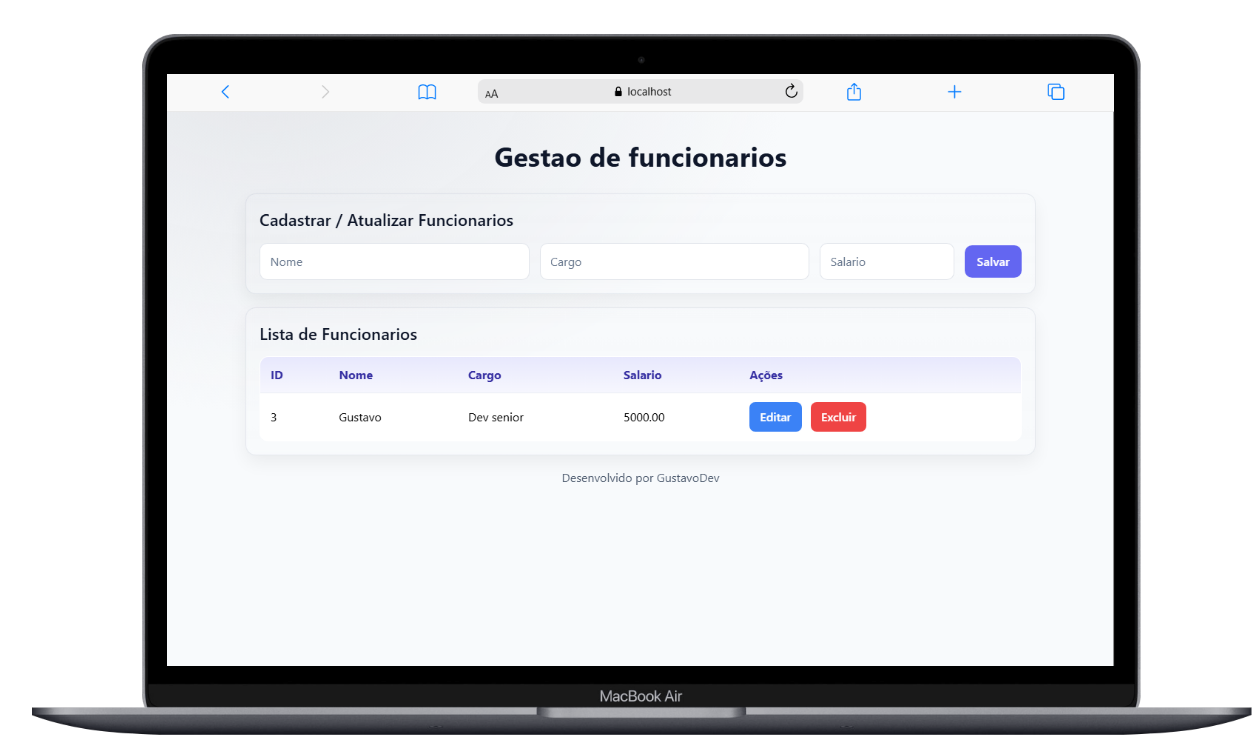 AA localhost
Gestao de funcionarios
Cadastrar / Atualizar Funcionarios
Nome Cargo Salario Salvar
Lista de Funcionarios
ID Nome Cargo Salario Ações
3 Gustavo Dev senior 5000.00 Editar Excluir
Desenvolvido por GustavoDev
MacBook Air